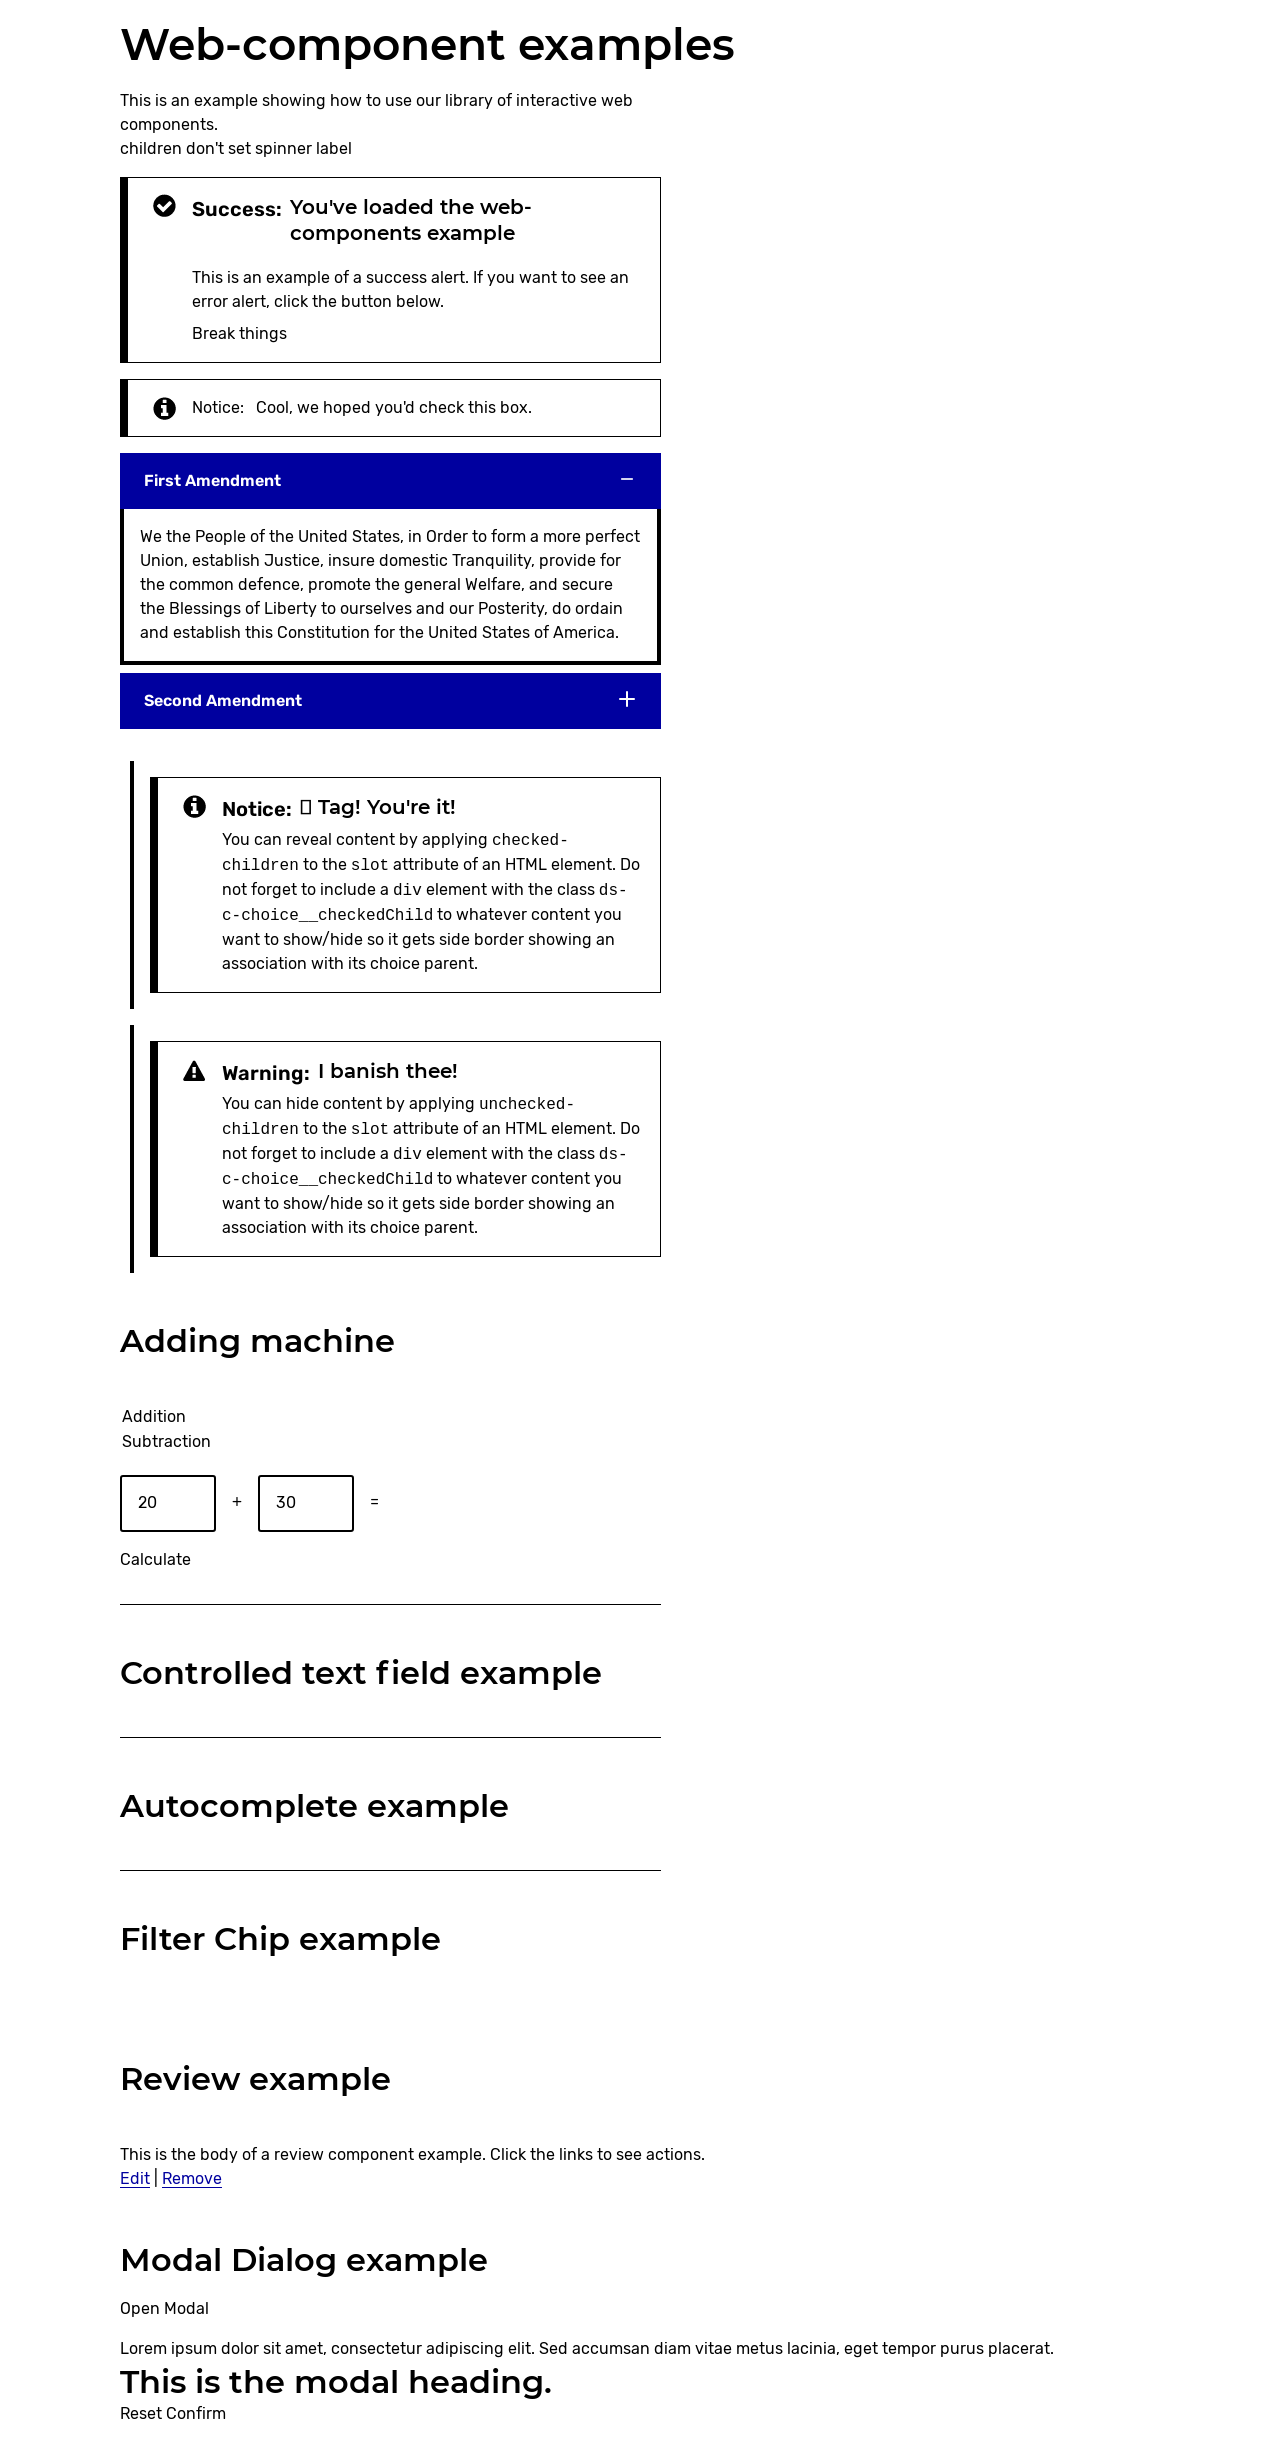 Web-component examples
This is an example showing how to use our library of interactive web
components.
children don't set spinner label
Success: You've loaded the web-
components example
This is an example of a success alert. If you want to see an
error alert, click the button below.
Break things
Notice: Cool, we hoped you'd check this box.
First Amendment
We the People of the United States, in Order to form a more perfect
Union, establish Justice, insure domestic Tranquility, provide for
the common defence, promote the general Welfare, and secure
the Blessings of Liberty to ourselves and our Posterity, do ordain
and establish this Constitution for the United States of America.
Second Amendment
Notice: Tag! You're it!
You can reveal content by applying checked-
children to the slot attribute of an HTML element. Do
not forget to include a div element with the class ds-
c-choice__checkedChild to whatever content you
want to show/hide so it gets side border showing an
association with its choice parent.
Warning: I banish thee!
You can hide content by applying unchecked-
children to the slot attribute of an HTML element. Do
not forget to include a div element with the class ds-
c-choice__checkedChild to whatever content you
want to show/hide so it gets side border showing an
association with its choice parent.
Adding machine
Addition
Subtraction
20 + 30 =
Calculate
Controlled text field example
Autocomplete example
Filter Chip example
Review example
This is the body of a review component example. Click the links to see actions.
Edit | Remove
Modal Dialog example
Open Modal
Lorem ipsum dolor sit amet, consectetur adipiscing elit. Sed accumsan diam vitae metus lacinia, eget tempor purus placerat.
This is the modal heading.
Reset Confirm